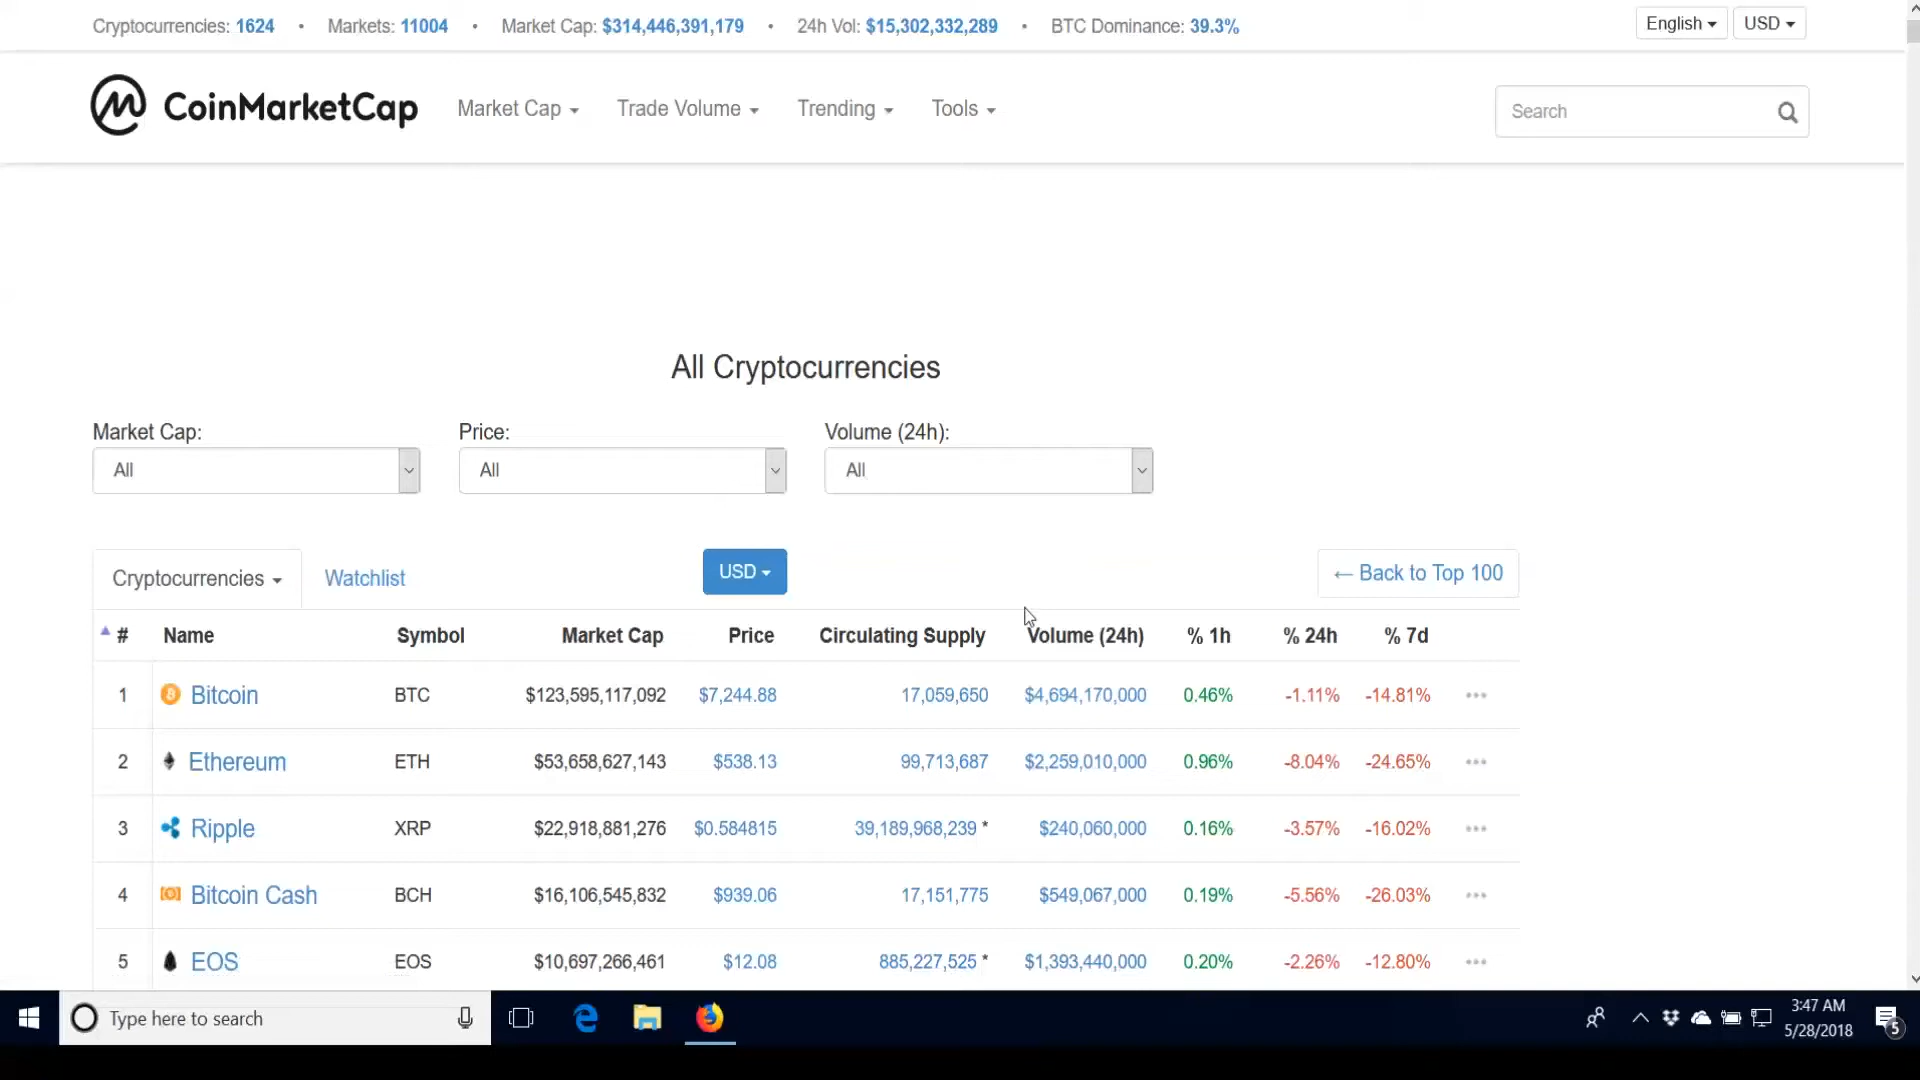 Cryptocurrencies: 1624 • Markets: 11004 • Market Cap: $314,446,391,179 • 24h Vol: $15,302,332,289 • BTC Dominance: 39.3% English USD
CoinMarketCap Market Cap Trade Volume Trending Tools Search
All Cryptocurrencies
Market Cap: Price: Volume (24h):
All All All
Cryptocurrencies Watchlist USD ← Back to Top 100
# Name Symbol Market Cap Price Circulating Supply Volume (24h) % 1h % 24h % 7d
1 Bitcoin BTC $123,595,117,092 $7,244.88 17,059,650 $4,694,170,000 0.46% -1.11% -14.81%
2 Ethereum ETH $53,658,627,143 $538.13 99,713,687 $2,259,010,000 0.96% -8.04% -24.65%
3 Ripple XRP $22,918,881,276 $0.584815 39,189,968,239 * $240,060,000 0.16% -3.57% -16.02%
4 Bitcoin Cash BCH $16,106,545,832 $939.06 17,151,775 $549,067,000 0.19% -5.56% -26.03%
5 EOS EOS $10,697,266,461 $12.08 885,227,525 * $1,393,440,000 0.20% -2.26% -12.80%
Type here to search
3:47 AM
5/28/2018
5